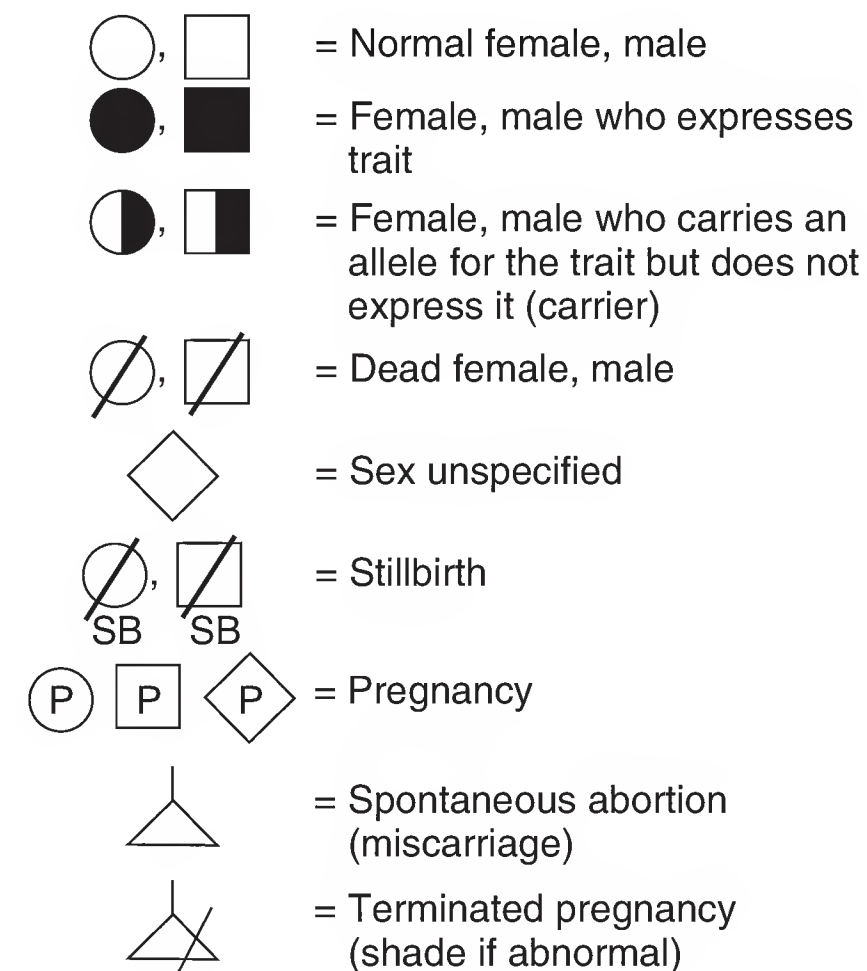 , = Normal female, male
, = Female, male who expresses
trait
, = Female, male who carries an
allele for the trait but does not
express it (carrier)
, = Dead female, male
= Sex unspecified
, = Stillbirth
SB SB
P P P = Pregnancy
= Spontaneous abortion
(miscarriage)
= Terminated pregnancy
(shade if abnormal)